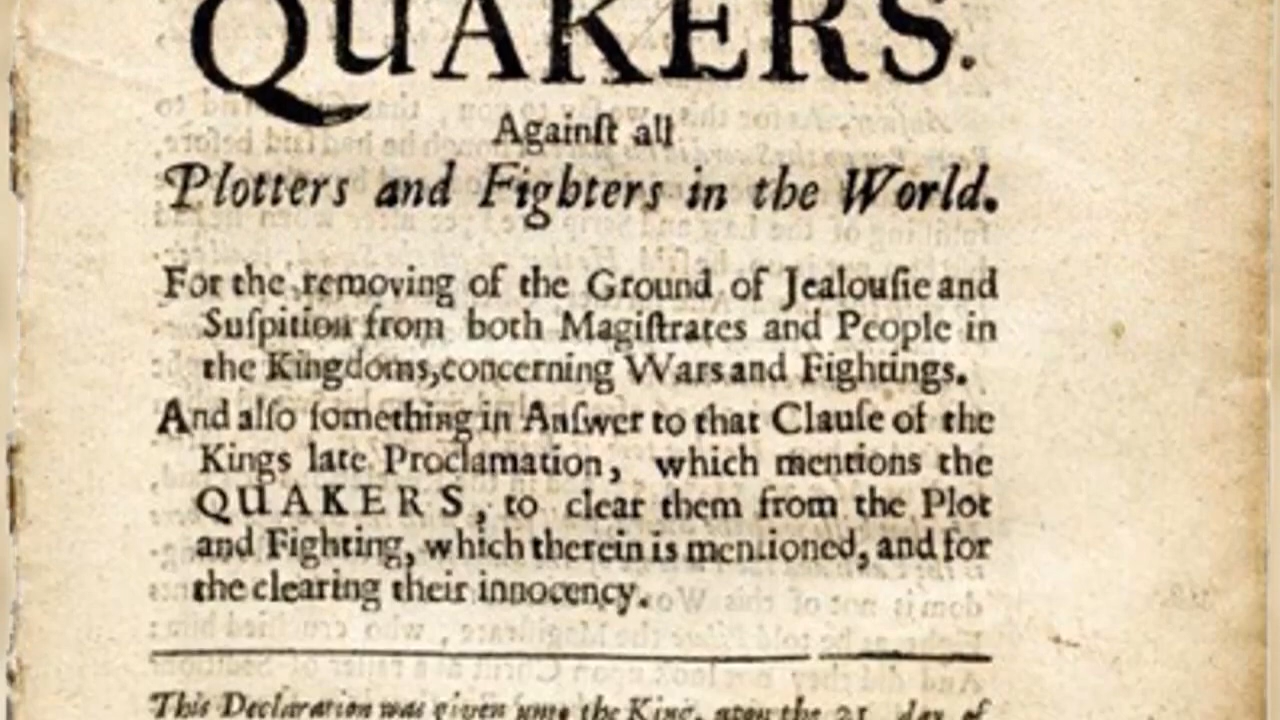 QUAKERS.
Againſt all
Plotters and Fighters in the World.
For the removing of the Ground of Jealouſie and
Suſpition from both Magiſtrates and People in
the Kingdoms,concerning Wars and Fightings.
And alſo ſomething in Anſwer to that Clauſe of the
Kings late Proclamation, which mentions the
QUAKERS, to clear them from the Plot
and Fighting, which therein is mentioned, and for
the clearing their innocency.
This Declaration was given unto the King, upon the 21 day of